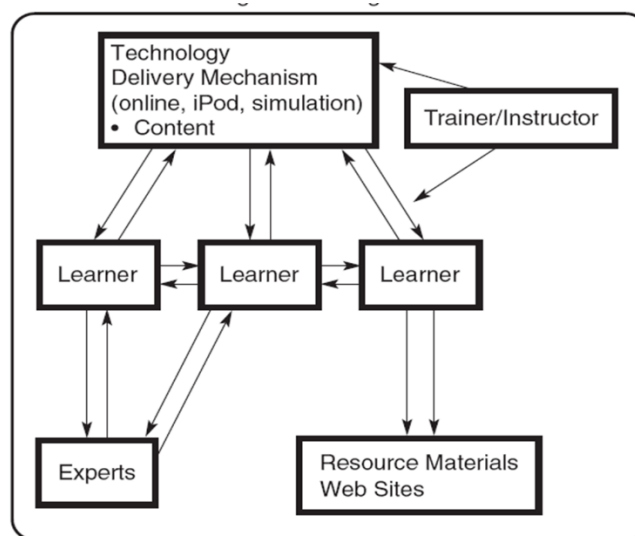 Technology
Delivery Mechanism
(online, iPod, simulation)
• Content
Trainer/Instructor
Learner
Learner
Learner
Experts
Resource Materials
Web Sites